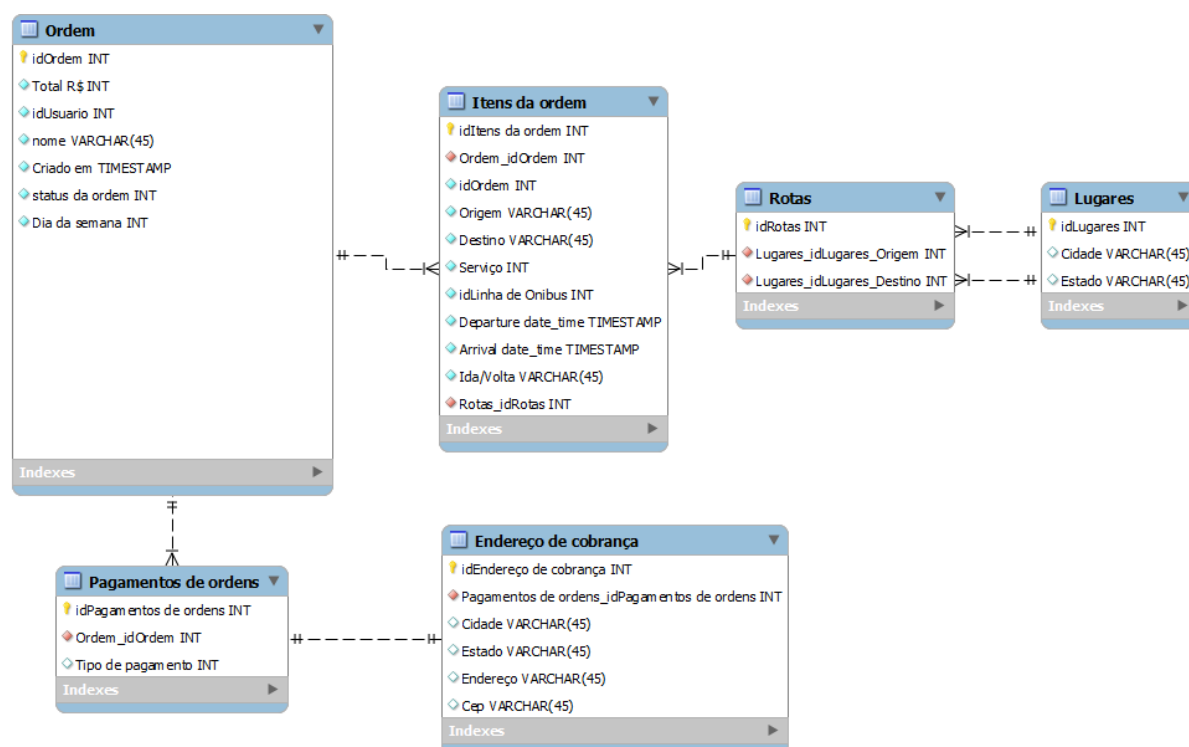 Ordem
idOrdem INT
Total R$ INT
idUsuario INT
nome VARCHAR(45)
Criado em TIMESTAMP
status da ordem INT
Dia da semana INT
Indexes
Itens da ordem
idItens da ordem INT
Ordem_idOrdem INT
idOrdem INT
Origem VARCHAR(45)
Destino VARCHAR(45)
Serviço INT
idLinha de Onibus INT
Departure date_time TIMESTAMP
Arrival date_time TIMESTAMP
Ida/Volta VARCHAR(45)
Rotas_idRotas INT
Indexes
Rotas
idRotas INT
Lugares_idLugares_Origem INT
Lugares_idLugares_Destino INT
Indexes
Lugares
idLugares INT
Cidade VARCHAR(45)
Estado VARCHAR(45)
Indexes
Pagamentos de ordens
idPagamentos de ordens INT
Ordem_idOrdem INT
Tipo de pagamento INT
Indexes
Endereço de cobrança
idEndereço de cobrança INT
Pagamentos de ordens_idPagamentos de ordens INT
Cidade VARCHAR(45)
Estado VARCHAR(45)
Endereço VARCHAR(45)
Cep VARCHAR(45)
Indexes